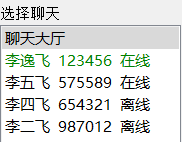 选择聊天
聊天大厅
李逸飞 123456 在线
李五飞 575589 在线
李四飞 654321 离线
李二飞 987012 离线